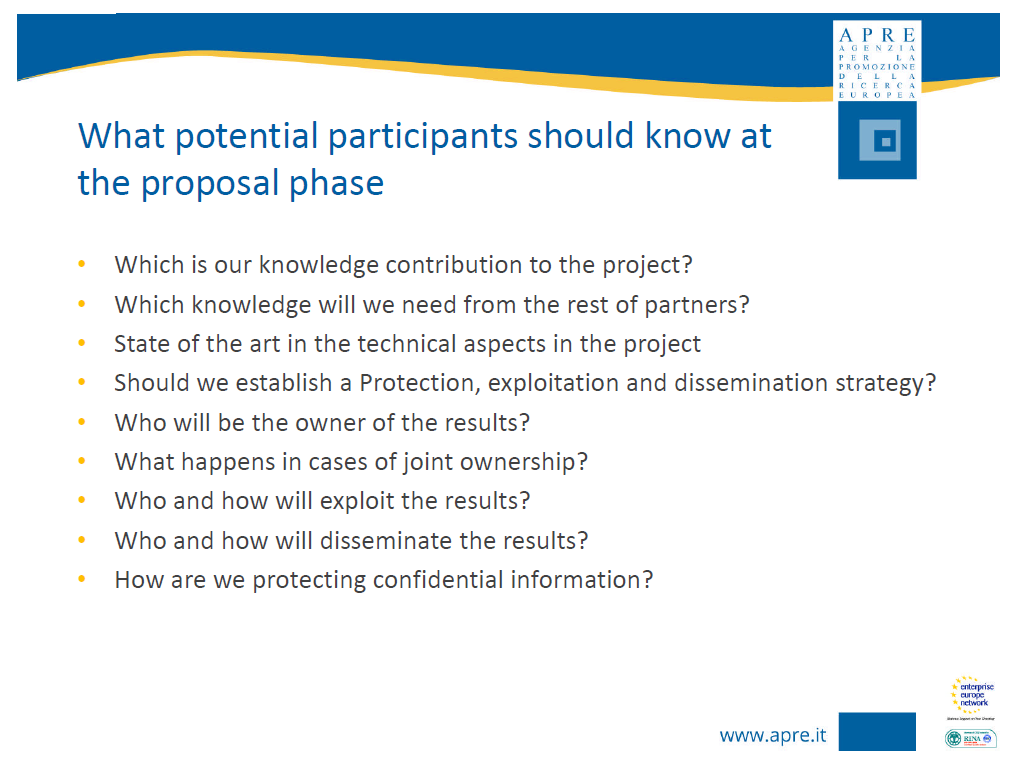 APRE
AGENZIA
PER LA
PROMOZIONE
DELLA
RICERCA
EUROPEA
What potential participants should know at
the proposal phase
• Which is our knowledge contribution to the project?
• Which knowledge will we need from the rest of partners?
• State of the art in the technical aspects in the project
• Should we establish a Protection, exploitation and dissemination strategy?
• Who will be the owner of the results?
• What happens in cases of joint ownership?
• Who and how will exploit the results?
• Who and how will disseminate the results?
• How are we protecting confidential information?
enterprise
europe
network
www.apre.it
RINA